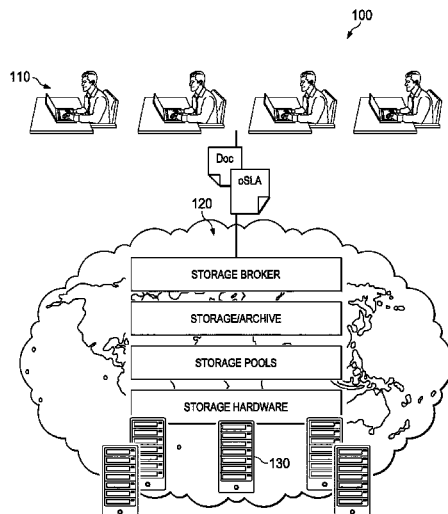 100
110
Doc
oSLA
120
STORAGE BROKER
STORAGE/ARCHIVE
STORAGE POOLS
STORAGE HARDWARE
130